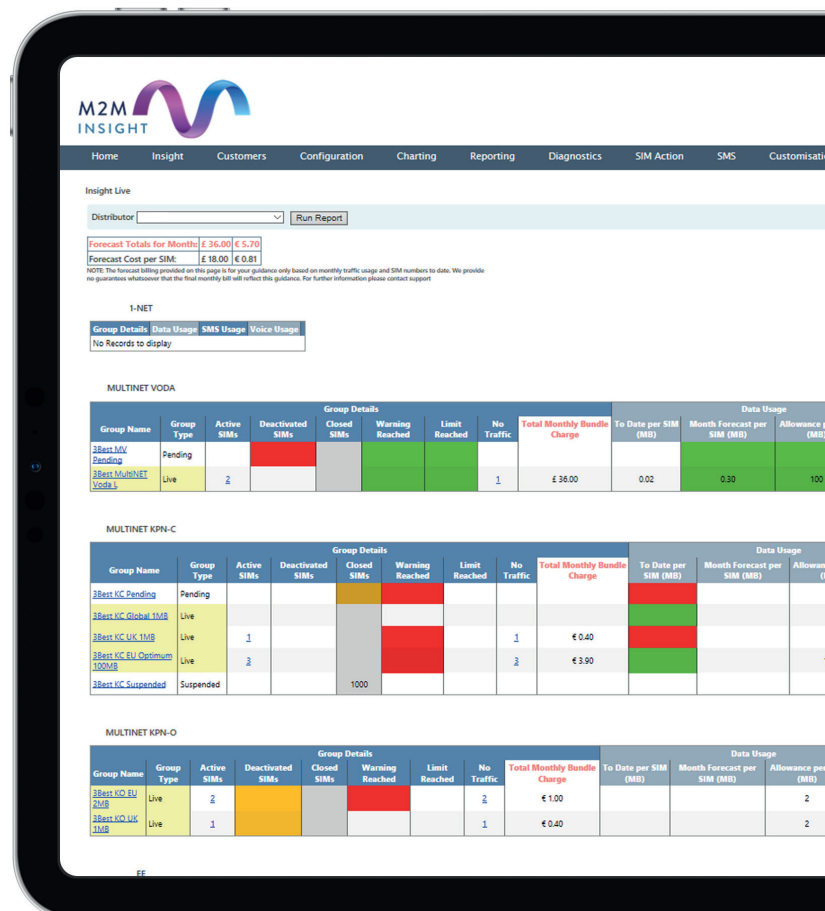 M2M
INSIGHT
Home Insight Customers Configuration Charting Reporting Diagnostics SIM Action SMS
Insight Live
Distributor Run Report
Forecast Totals for Month: £ 36.00 € 5.70
Forecast Cost per SIM: £ 18.00 € 0.81
NOTE: The forecast billing provided on this page is for your guidance only based on monthly traffic usage and SIM numbers to date. We provide
no guarantees whatsoever that the final monthly bill will reflect this guidance. For further information please contact support
1-NET
Group Details Data Usage SMS Usage Voice Usage
No Records to display
MULTINET VODA
Group Details Data Usage
Group Name Group Type Active SIMs Deactivated SIMs Closed SIMs Warning Reached Limit Reached No Traffic Total Monthly Bundle Charge To Date per SIM (MB) Month Forecast per SIM (MB) Allowance (MB)
3Best MV Pending Pending
3Best MultiNET Voda L Live 2 1 £ 36.00 0.02 0.30 100
MULTINET KPN-C
Group Details Data Usage
Group Name Group Type Active SIMs Deactivated SIMs Closed SIMs Warning Reached Limit Reached No Traffic Total Monthly Bundle Charge To Date per SIM (MB) Month Forecast per SIM (MB)
3Best KC Pending Pending
3Best KC Global 1MB Live
3Best KC UK 1MB Live 1 1 € 0.40
3Best KC EU Optimum 100MB Live 3 3 € 3.90
3Best KC Suspended Suspended 1000
MULTINET KPN-O
Group Details Data Usage
Group Name Group Type Active SIMs Deactivated SIMs Closed SIMs Warning Reached Limit Reached No Traffic Total Monthly Bundle Charge To Date per SIM (MB) Month Forecast per SIM (MB) Allowance per (MB)
3Best KO EU 2MB Live 2 2 € 1.00 2
3Best KO UK 1MB Live 1 1 € 0.40 2
EE